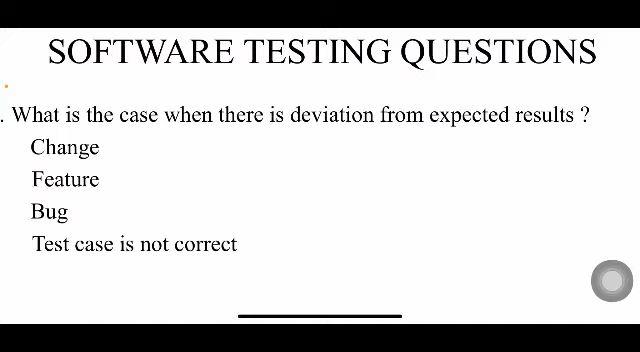 SOFTWARE TESTING QUESTIONS
. What is the case when there is deviation from expected results ?
Change
Feature
Bug
Test case is not correct